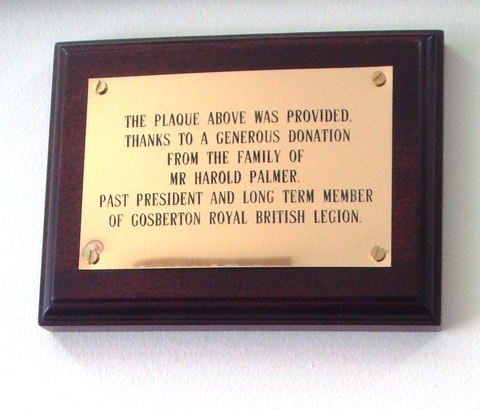 THE PLAQUE ABOVE WAS PROVIDED.
THANKS TO A GENEROUS DONATION
FROM THE FAMILY OF
MR HAROLD PALMER.
PAST PRESIDENT AND LONG TERM MEMBER
OF GOSBERTON ROYAL BRITISH LEGION.